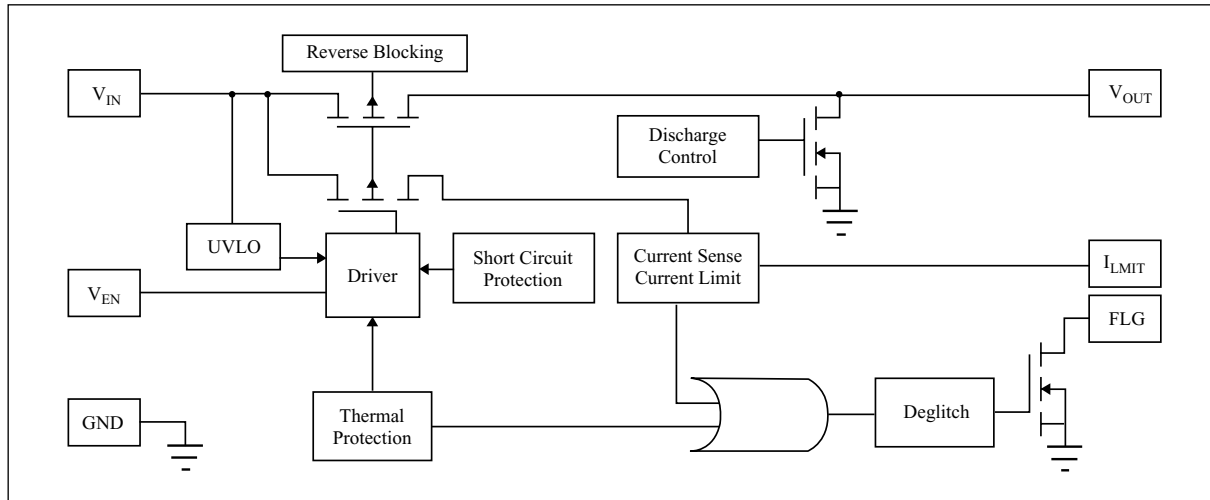 Reverse Blocking
V_IN
V_OUT
Discharge
Control
UVLO
Driver
Short Circuit
Protection
Current Sense
Current Limit
I_LMIT
V_EN
FLG
GND
Thermal
Protection
Deglitch